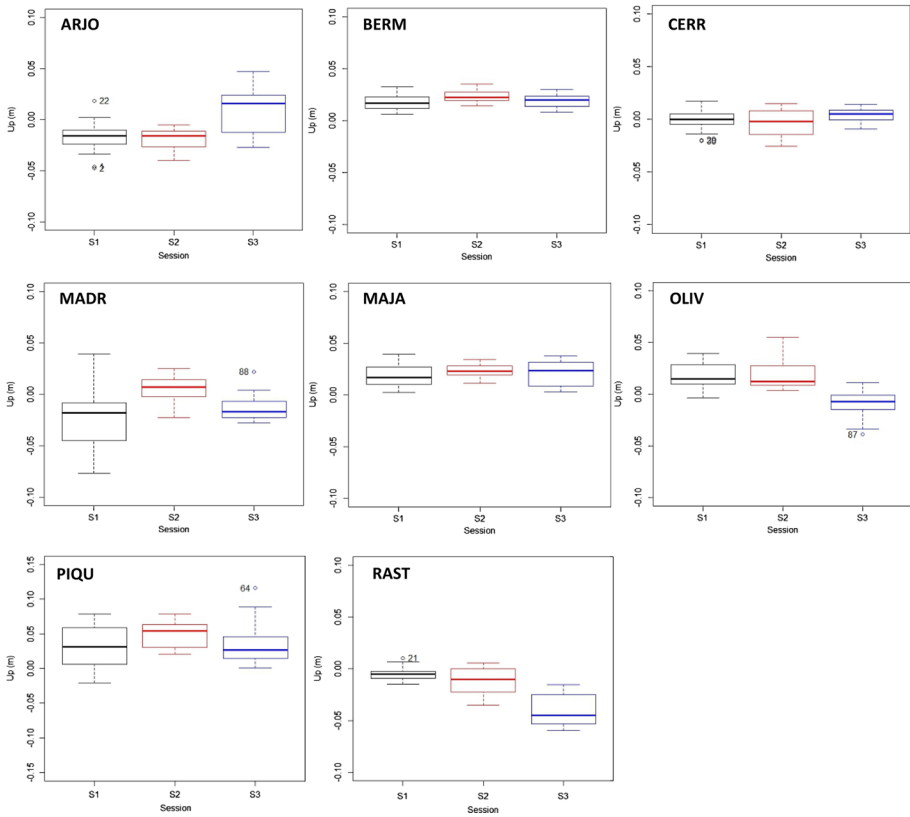 ARJO
Up (m)
0.10
0.05
0.00
-0.05
-0.10
22
2
S1 S2 S3
Session
BERM
Up (m)
0.10
0.05
0.00
-0.05
-0.10
S1 S2 S3
Session
CERR
Up (m)
0.10
0.05
0.00
-0.05
-0.10
S1 S2 S3
Session
MADR
Up (m)
0.10
0.05
0.00
-0.05
-0.10
88
S1 S2 S3
Session
MAJA
Up (m)
0.10
0.05
0.00
-0.05
-0.10
S1 S2 S3
Session
OLIV
Up (m)
0.10
0.05
0.00
-0.05
-0.10
87
S1 S2 S3
Session
PIQU
Up (m)
0.15
0.10
0.05
0.00
-0.05
-0.10
-0.15
64
S1 S2 S3
Session
RAST
Up (m)
0.10
0.05
0.00
-0.05
-0.10
21
S1 S2 S3
Session